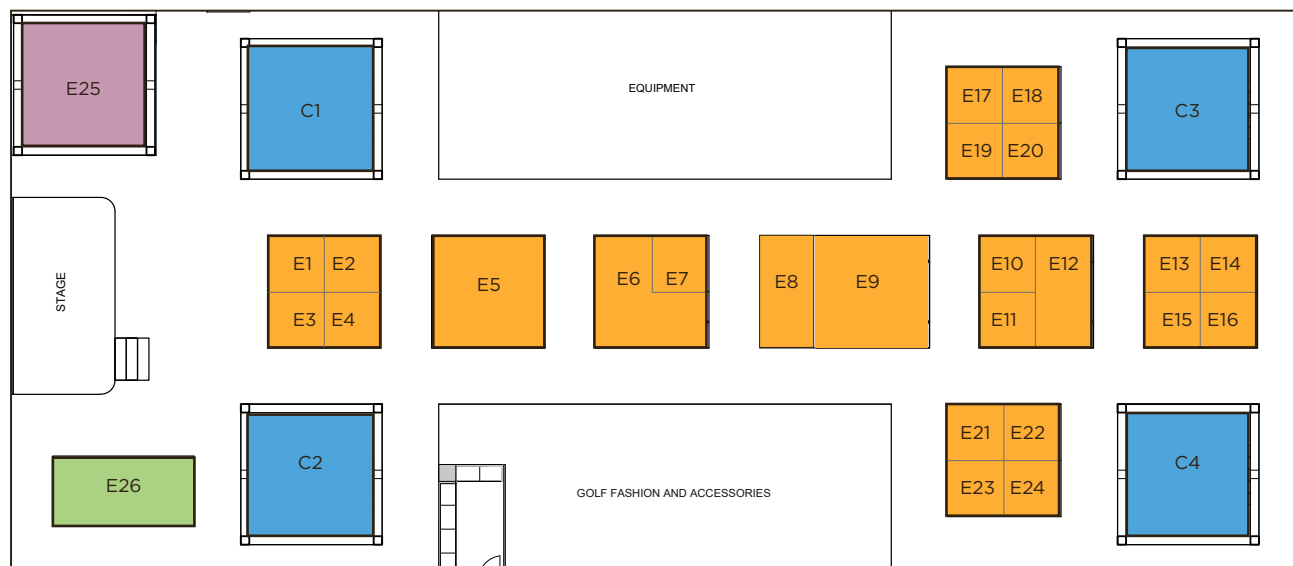 E25
C1
EQUIPMENT
E17 E18
C3
E19 E20
STAGE
E1 E2
E3 E4
E5
E6 E7
E8 E9
E10 E12
E11
E13 E14
E15 E16
E26
C2
GOLF FASHION AND ACCESSORIES
E21 E22
E23 E24
C4